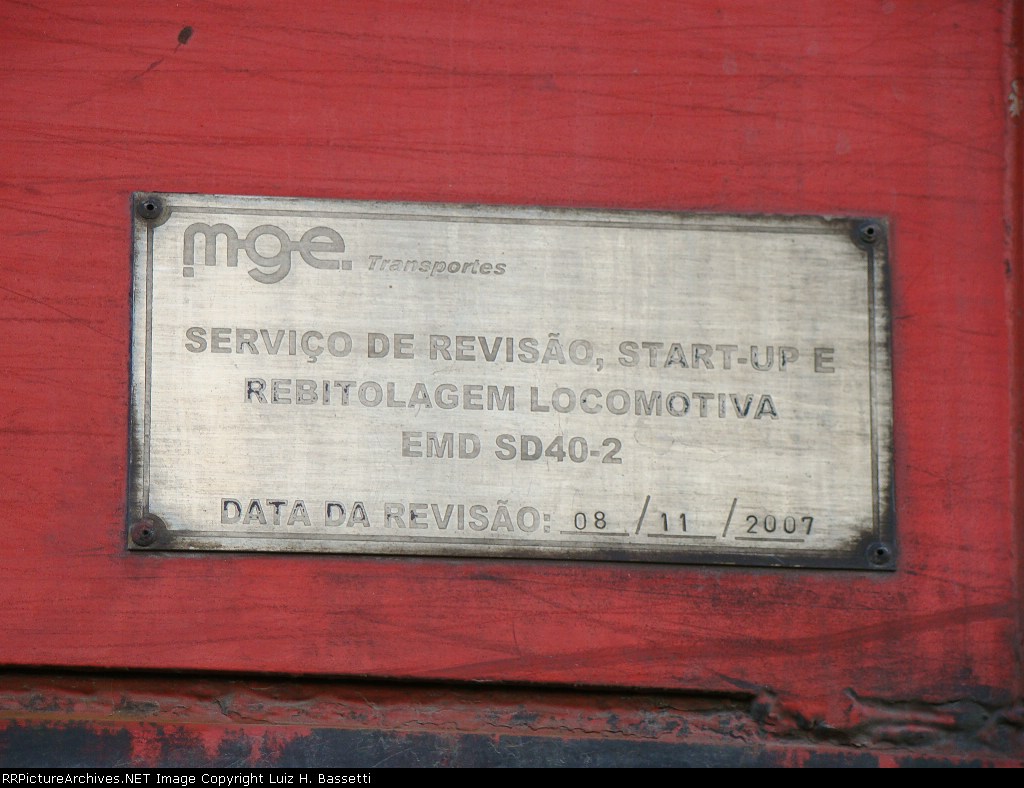 mge. Transportes
SERVIÇO DE REVISÃO, START-UP E
REBITOLAGEM LOCOMOTIVA
EMD SD40-2
DATA DA REVISÃO: 08 / 11 / 2007
RRPictureArchives.NET Image Copyright Luiz H. Bassetti